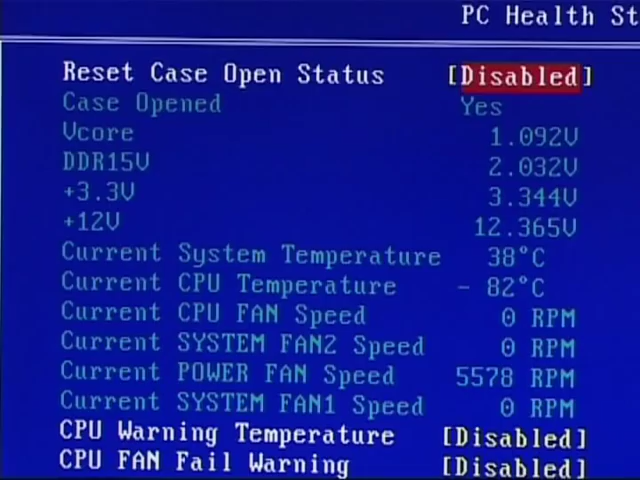 PC Health St
Reset Case Open Status [Disabled]
Case Opened Yes
Vcore 1.092V
DDR15V 2.032V
+3.3V 3.344V
+12V 12.365V
Current System Temperature 38°C
Current CPU Temperature - 82°C
Current CPU FAN Speed 0 RPM
Current SYSTEM FAN2 Speed 0 RPM
Current POWER FAN Speed 5578 RPM
Current SYSTEM FAN1 Speed 0 RPM
CPU Warning Temperature [Disabled]
CPU FAN Fail Warning [Disabled]